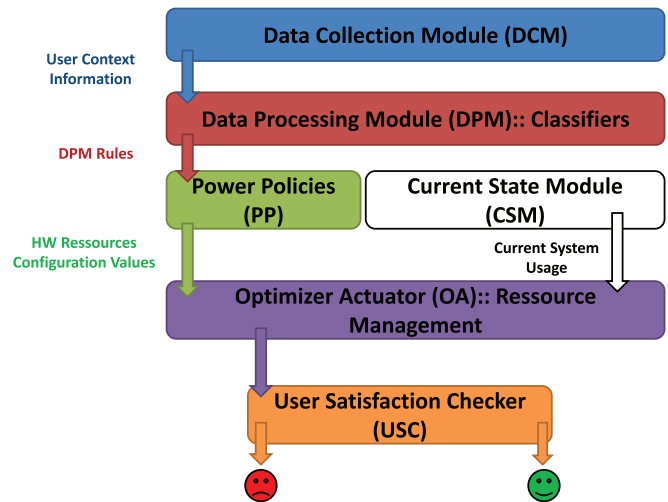 Data Collection Module (DCM)
User Context
Information
Data Processing Module (DPM):: Classifiers
DPM Rules
Power Policies
(PP)
Current State Module
(CSM)
HW Ressources
Configuration Values
Current System
Usage
Optimizer Actuator (OA):: Ressource
Management
User Satisfaction Checker
(USC)